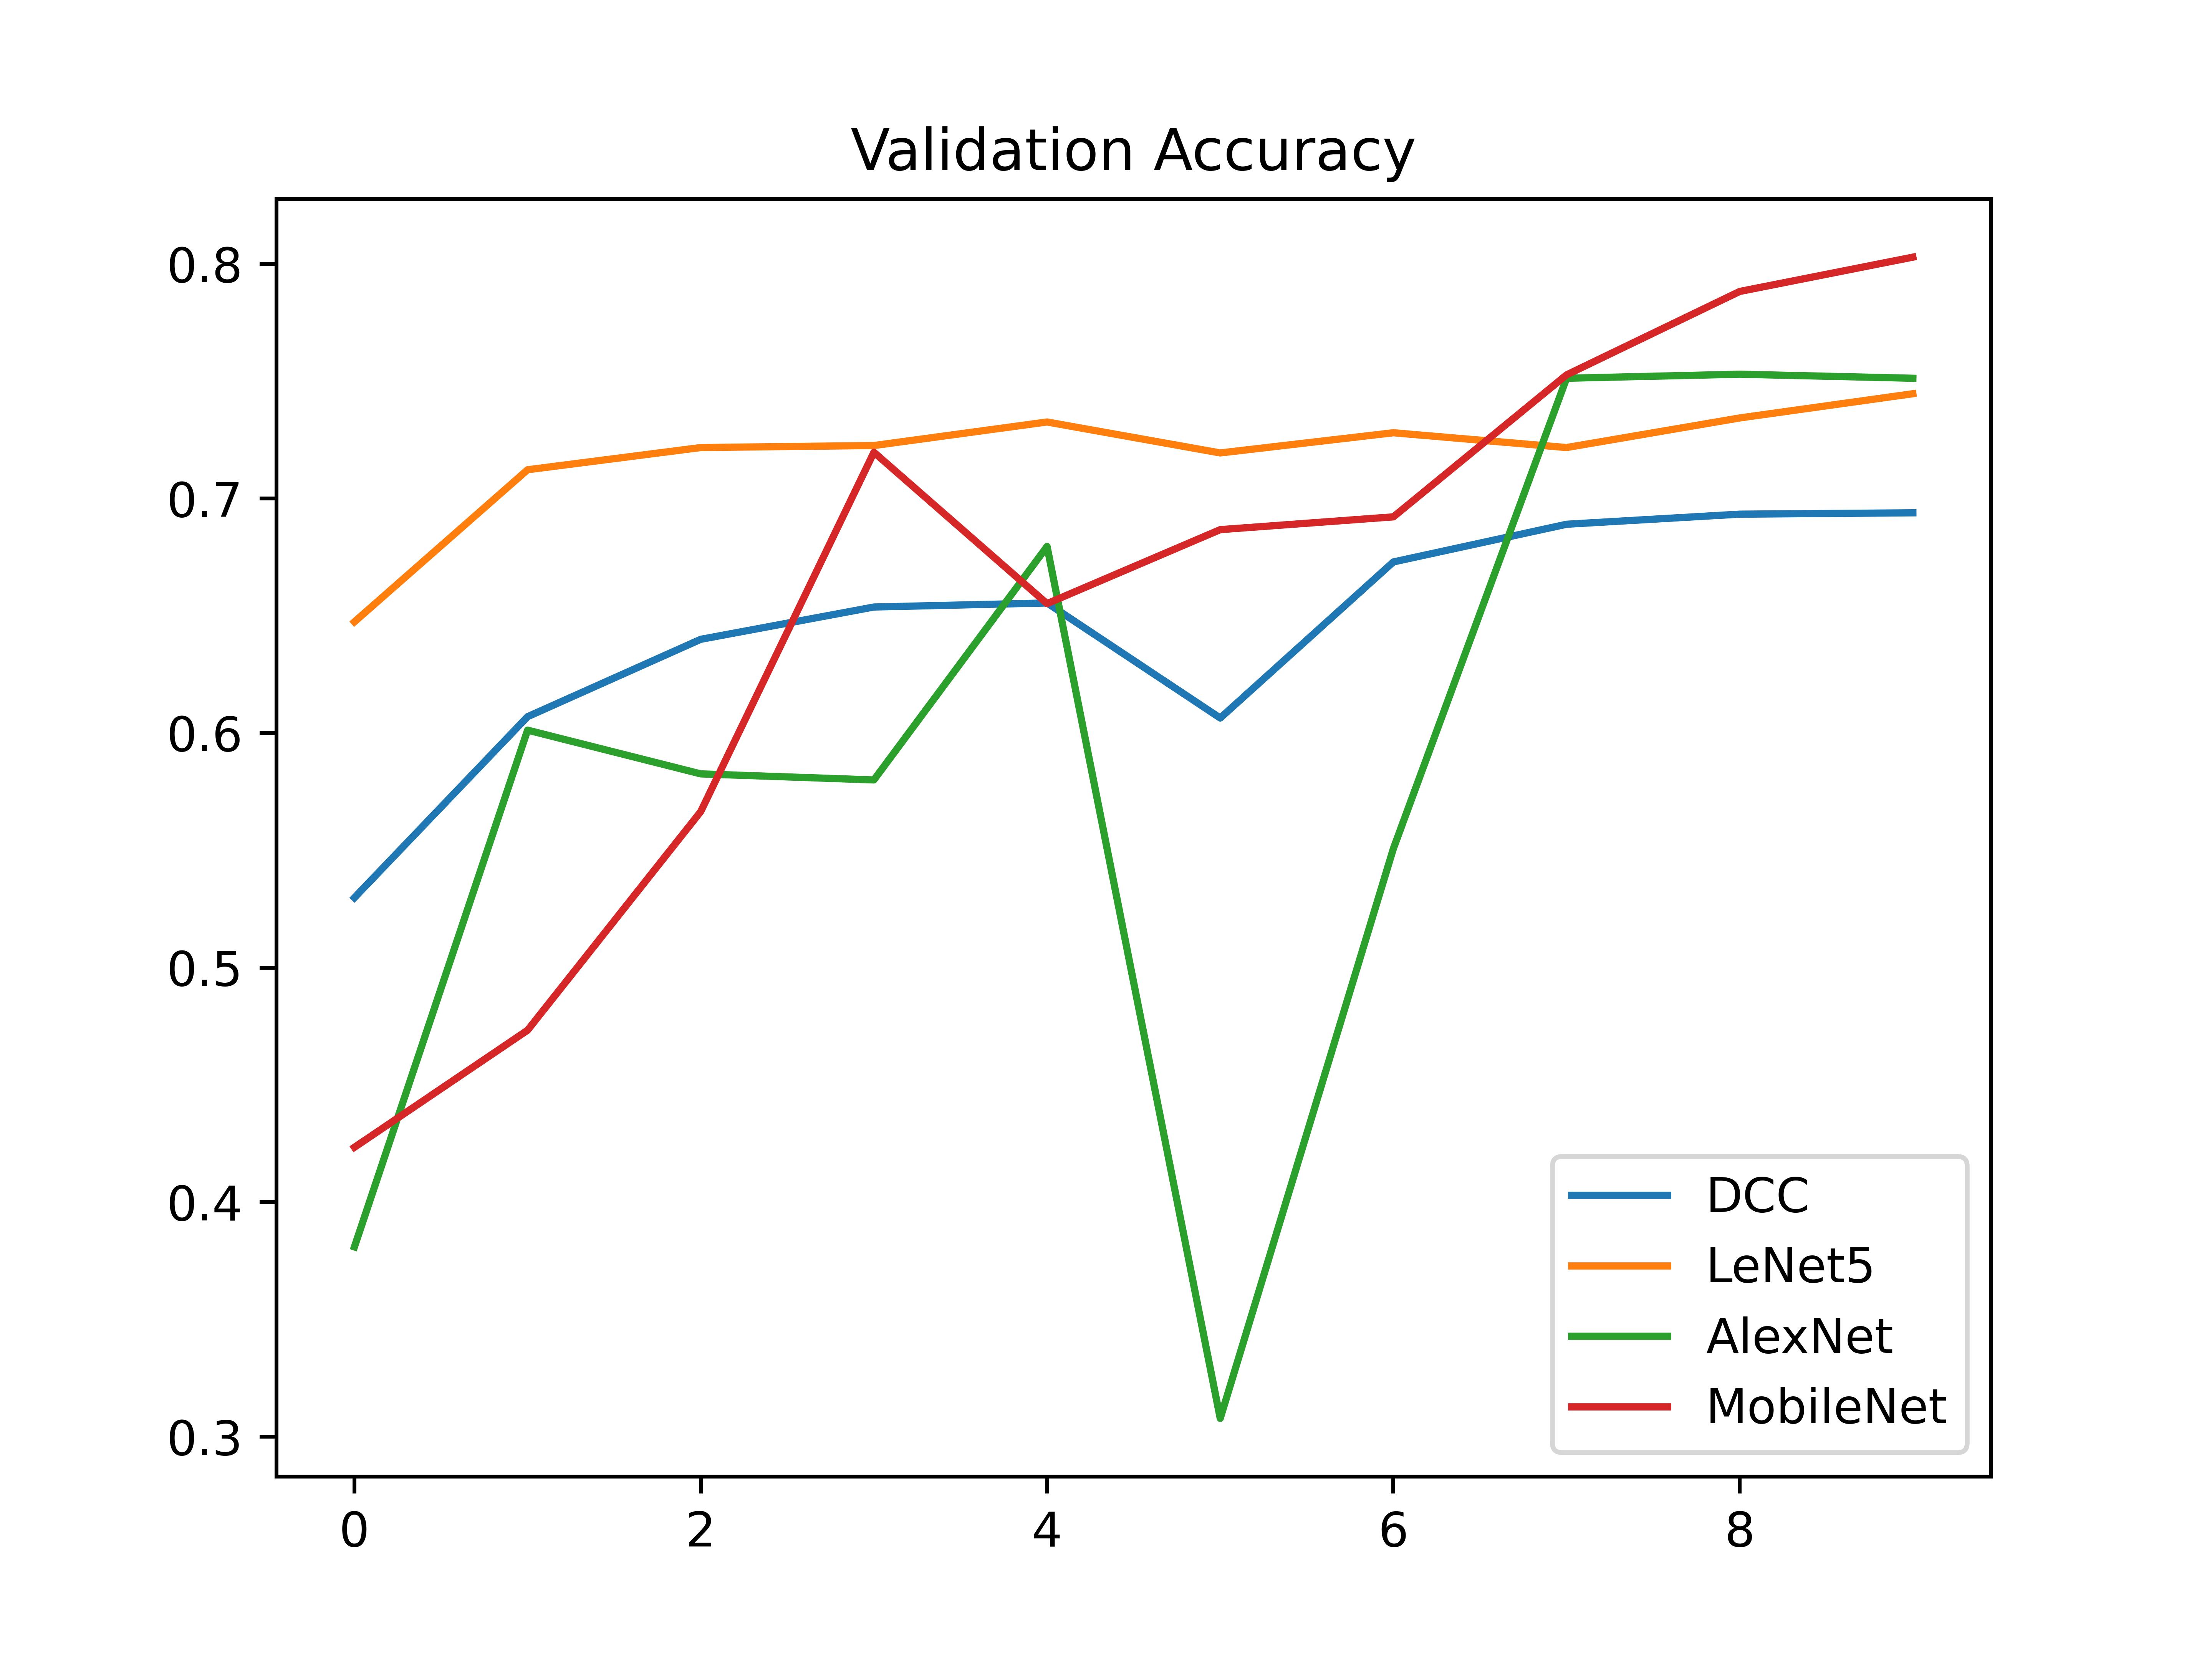 Validation Accuracy
0.8
0.7
0.6
0.5
0.4
0.3
0 2 4 6 8
DCC
LeNet5
AlexNet
MobileNet